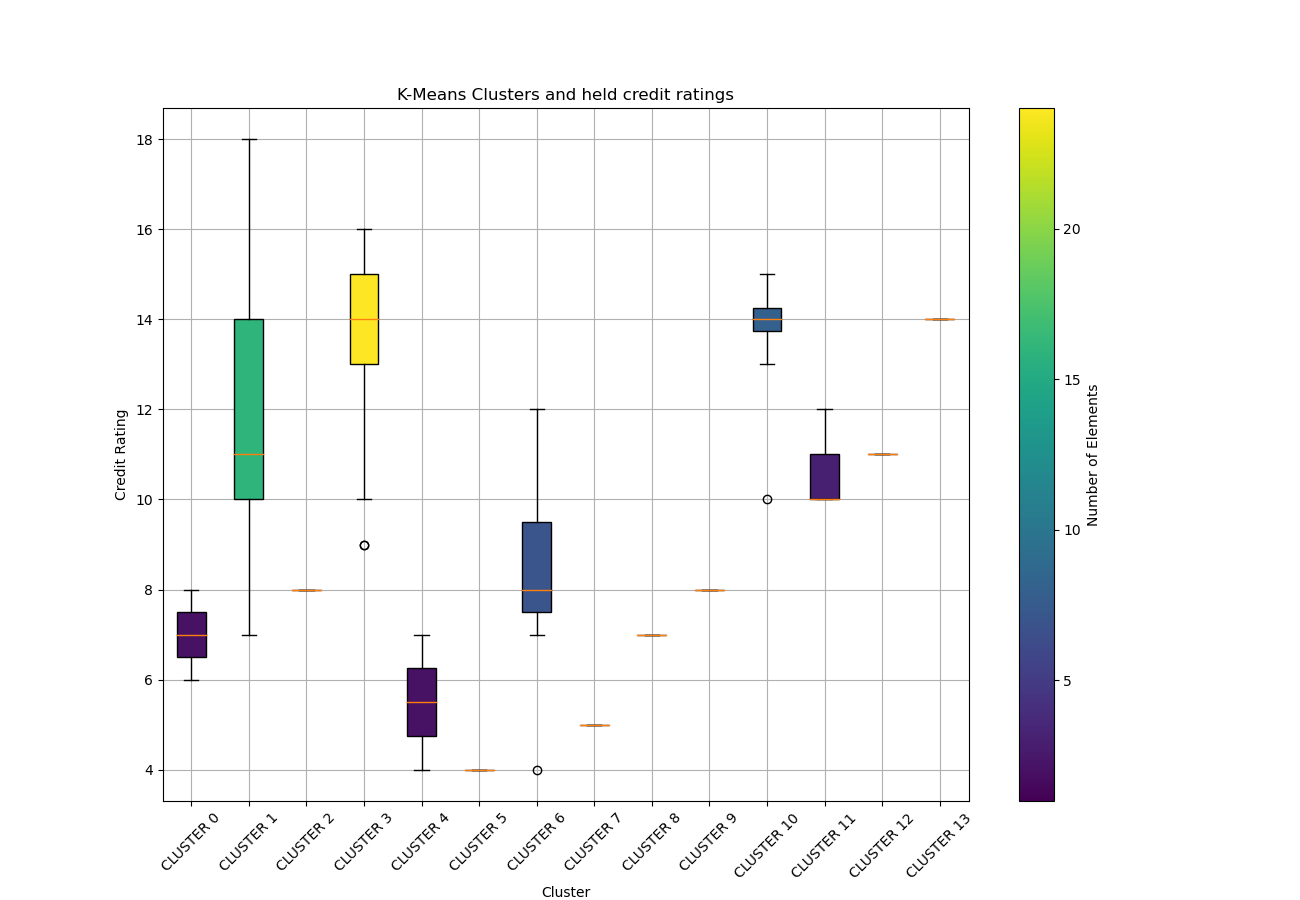 K-Means Clusters and held credit ratings
18
16
14
12
10
8
6
4
Credit Rating
CLUSTER 0
CLUSTER 1
CLUSTER 2
CLUSTER 3
CLUSTER 4
CLUSTER 5
CLUSTER 6
CLUSTER 7
CLUSTER 8
CLUSTER 9
CLUSTER 10
CLUSTER 11
CLUSTER 12
CLUSTER 13
Cluster
20
15
10
5
Number of Elements